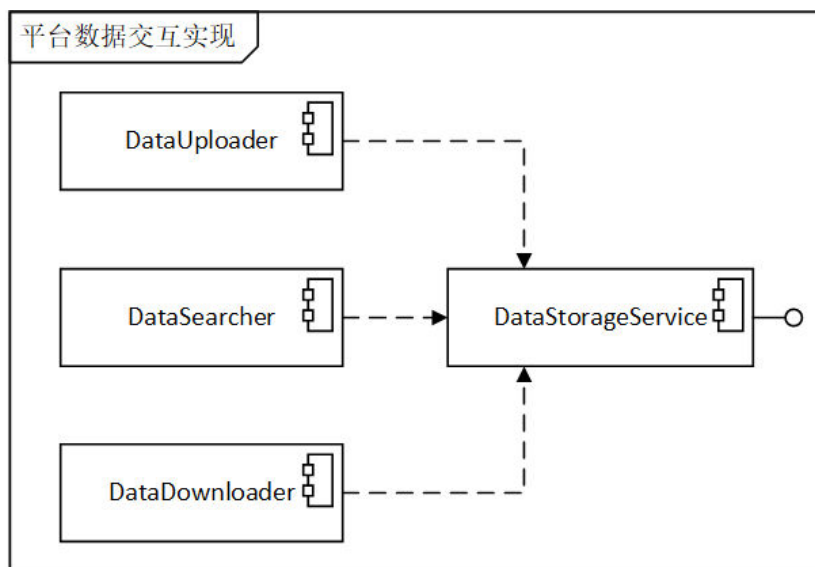 平台数据交互实现
DataUploader
DataSearcher
DataStorageService
DataDownloader